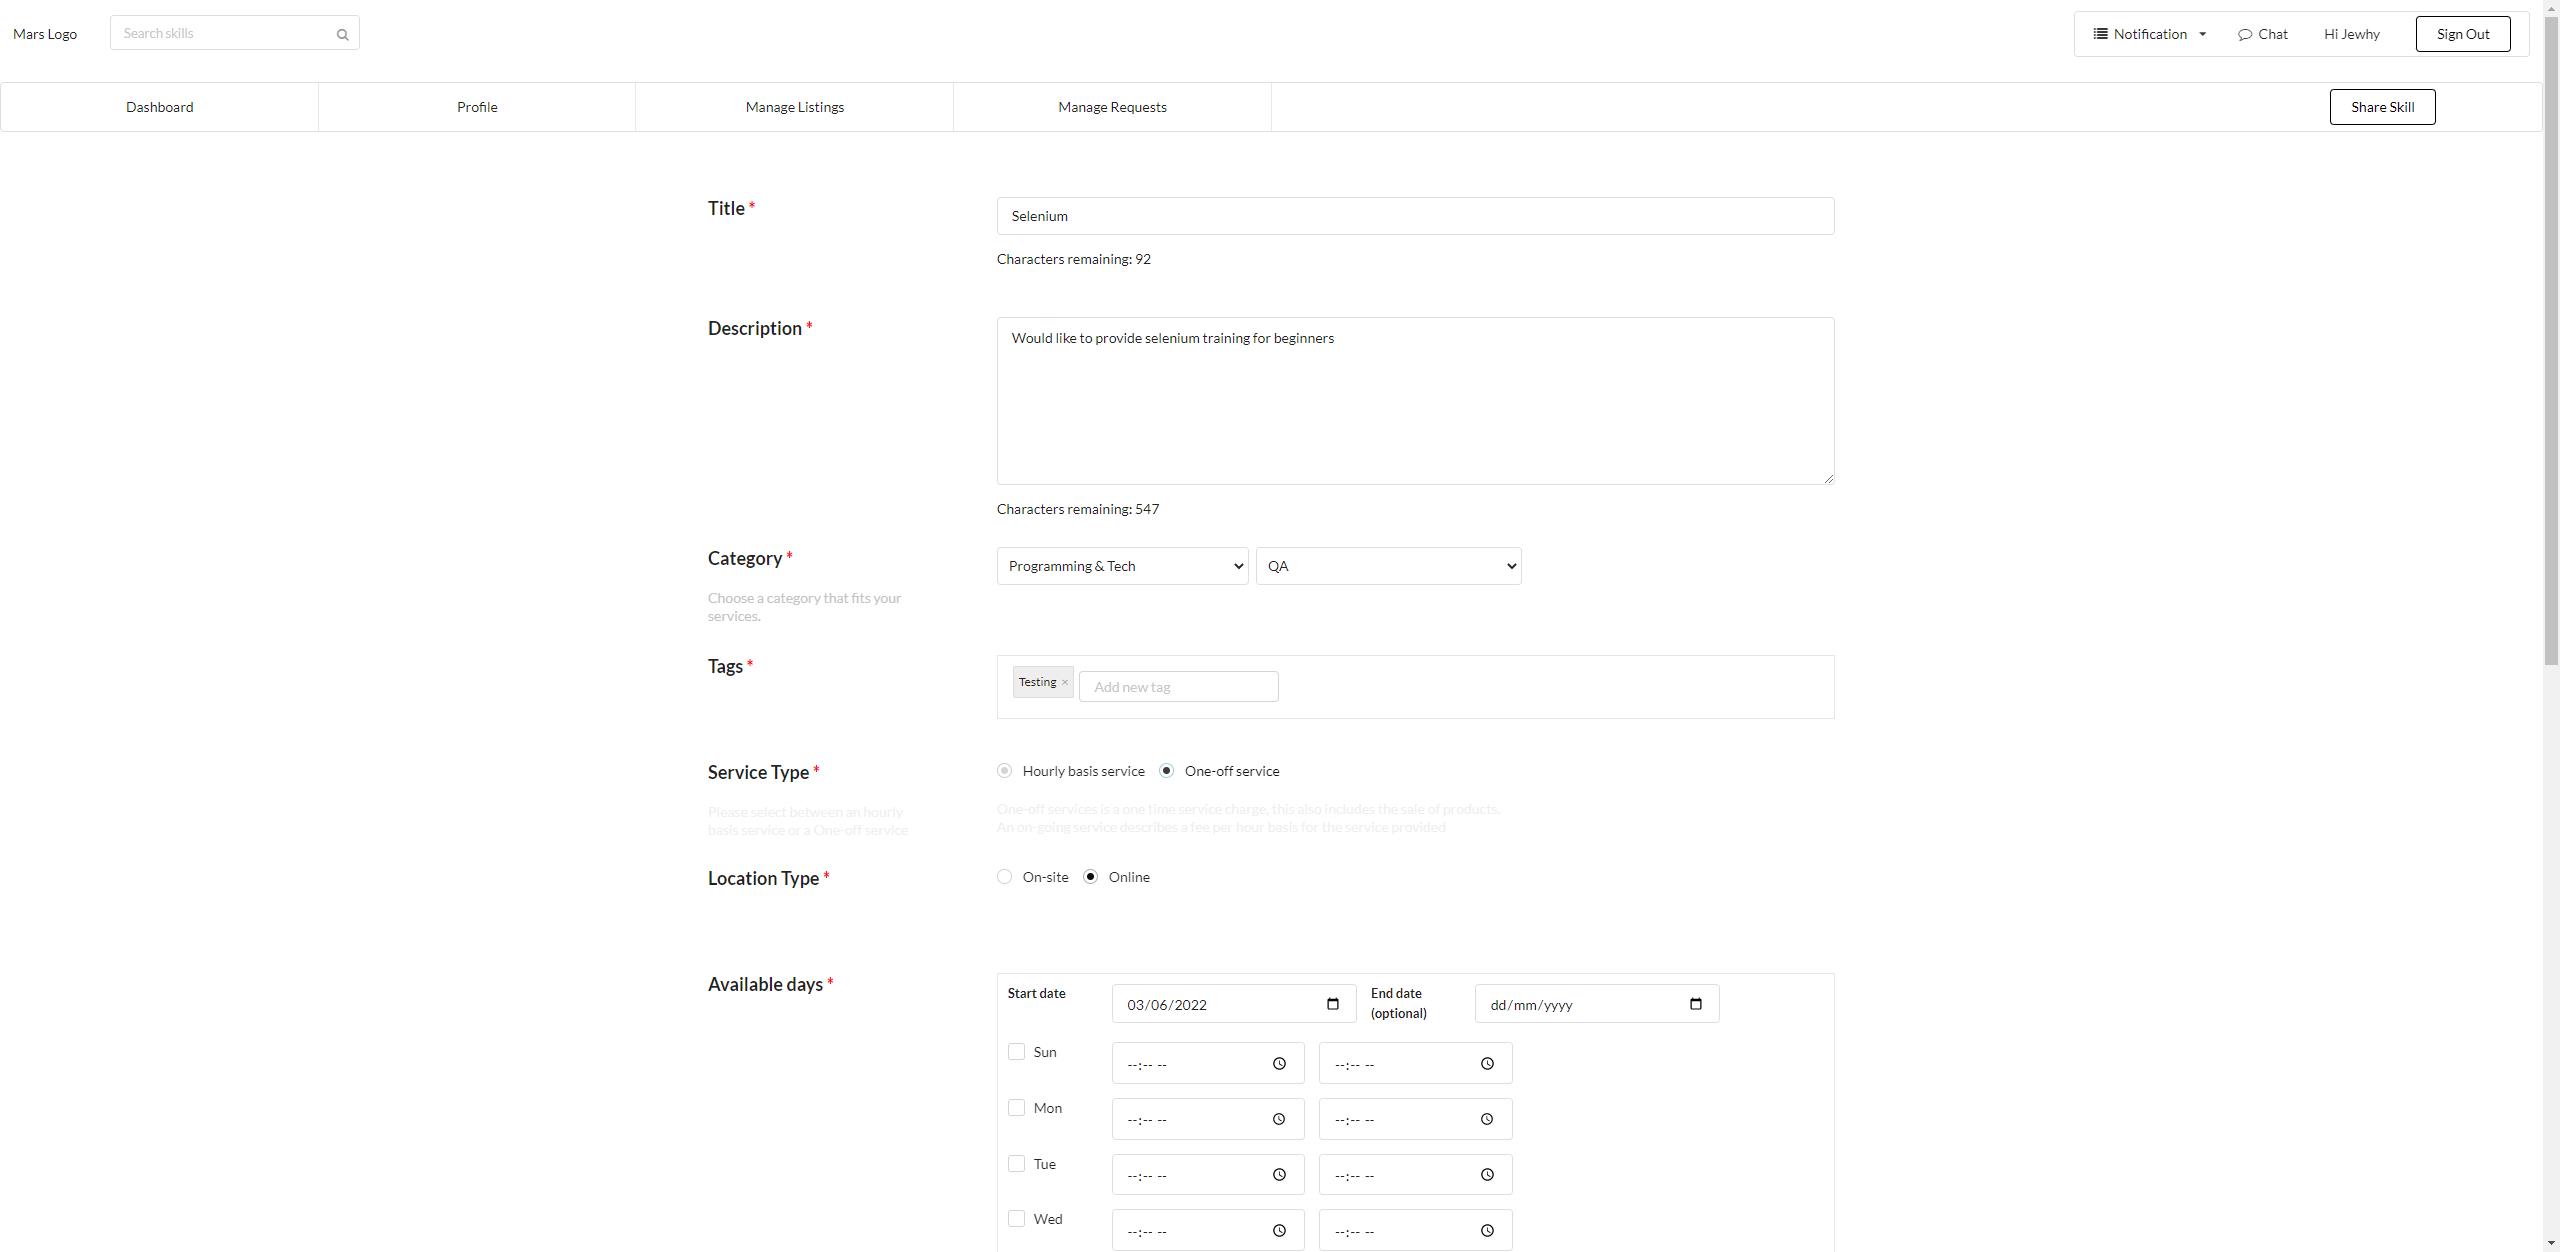 Mars Logo
Search skills
Notification
Chat
Hi Jewhy
Sign Out
Dashboard
Profile
Manage Listings
Manage Requests
Share Skill
Title *
Selenium
Characters remaining: 92
Description *
Would like to provide selenium training for beginners
Characters remaining: 547
Category *
Programming & Tech
QA
Choose a category that fits your
services.
Tags *
Testing ×
Add new tag
Service Type *
Hourly basis service
One-off service
Please select between an hourly
basis service or a One-off service
One-off services is a one time service charge, this also includes the sale of products.
An on-going service describes a fee per hour basis for the service provided
Location Type *
On-site
Online
Available days *
Start date
03/06/2022
End date
(optional)
dd/mm/yyyy
Sun
--:-- --
--:-- --
Mon
--:-- --
--:-- --
Tue
--:-- --
--:-- --
Wed
--:-- --
--:-- --